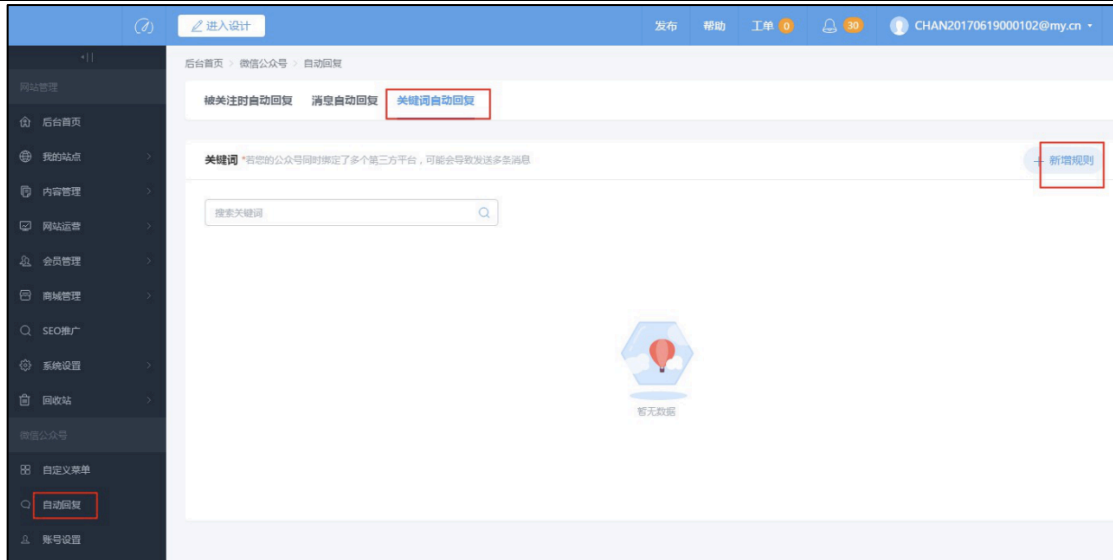 进入设计
发布 帮助 工单 0 30 CHAN20170619000102@my.cn
后台首页 > 微信公众号 > 自动回复
网站管理
后台首页
我的站点
内容管理
网站运营
会员管理
商城管理
SEO推广
系统设置
回收站
微信公众号
自定义菜单
自动回复
账号设置
被关注时自动回复 消息自动回复 关键词自动回复
关键词 *若您的公众号同时绑定了多个第三方平台，可能会导致发送多条消息
+ 新增规则
搜索关键词
暂无数据